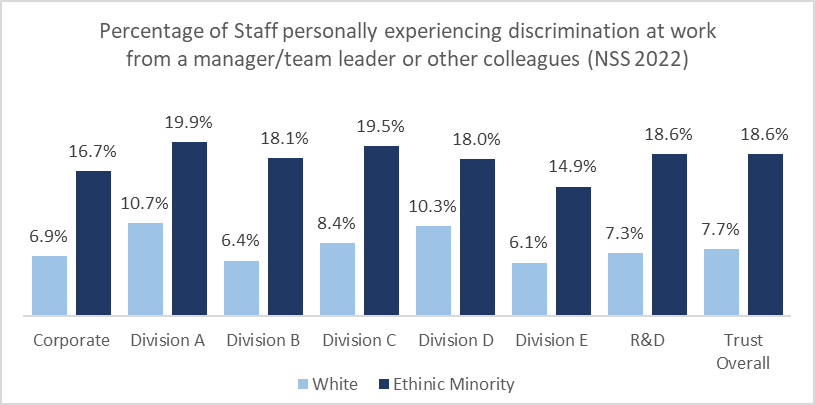 Percentage of Staff personally experiencing discrimination at work
from a manager/team leader or other colleagues (NSS 2022)
6.9% 16.7% 10.7% 19.9% 6.4% 18.1% 8.4% 19.5% 10.3% 18.0% 6.1% 14.9% 7.3% 18.6% 7.7% 18.6%
Corporate Division A Division B Division C Division D Division E R&D Trust
Overall
White Ethinic Minority